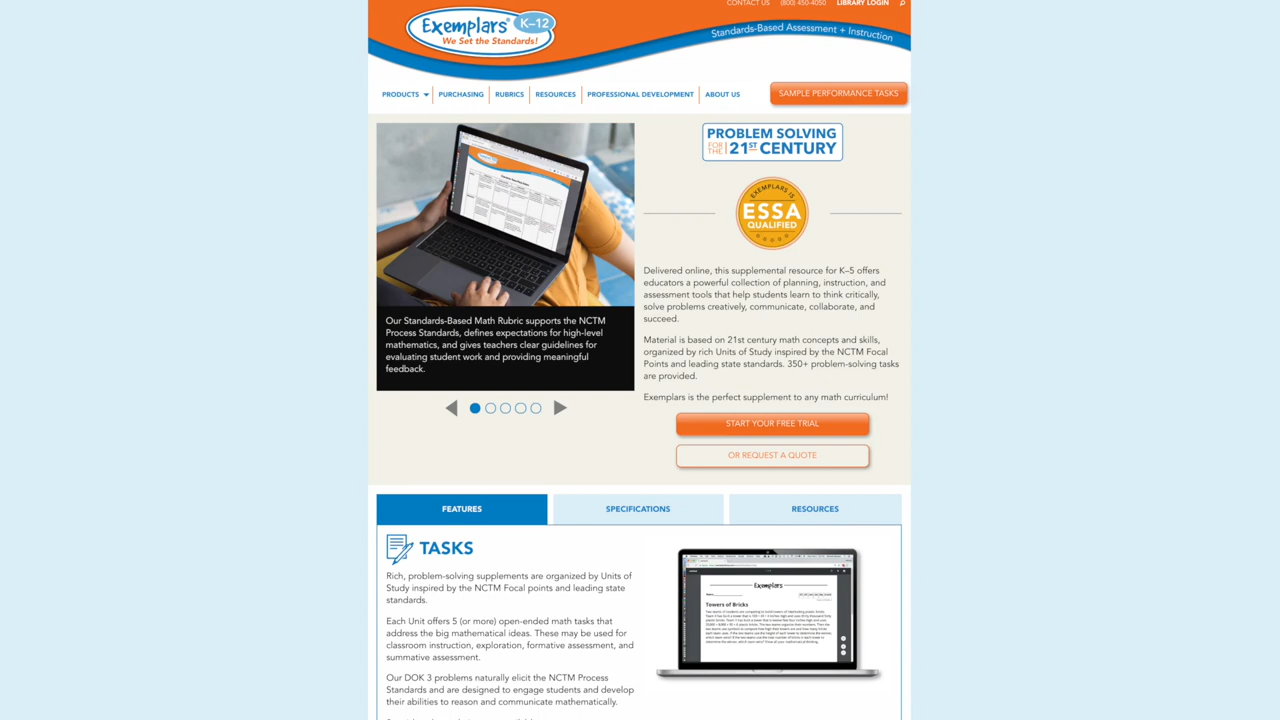 CONTACT US (800) 450-4050 LIBRARY LOGIN
Exemplars® K–12
We Set the Standards!
Standards-Based Assessment + Instruction
PRODUCTS PURCHASING RUBRICS RESOURCES PROFESSIONAL DEVELOPMENT ABOUT US
SAMPLE PERFORMANCE TASKS
Our Standards-Based Math Rubric supports the NCTM
Process Standards, defines expectations for high-level
mathematics, and gives teachers clear guidelines for
evaluating student work and providing meaningful
feedback.
PROBLEM SOLVING
FOR THE 21ST CENTURY
EXEMPLARS IS
ESSA
QUALIFIED
Delivered online, this supplemental resource for K–5 offers
educators a powerful collection of planning, instruction, and
assessment tools that help students learn to think critically,
solve problems creatively, communicate, collaborate, and
succeed.
Material is based on 21st century math concepts and skills,
organized by rich Units of Study inspired by the NCTM Focal
Points and leading state standards. 350+ problem-solving tasks
are provided.
Exemplars is the perfect supplement to any math curriculum!
START YOUR FREE TRIAL
OR REQUEST A QUOTE
FEATURES SPECIFICATIONS RESOURCES
TASKS
Rich, problem-solving supplements are organized by Units of
Study inspired by the NCTM Focal points and leading state
standards.
Each Unit offers 5 (or more) open-ended math tasks that
address the big mathematical ideas. These may be used for
classroom instruction, exploration, formative assessment, and
summative assessment.
Our DOK 3 problems naturally elicit the NCTM Process
Standards and are designed to engage students and develop
their abilities to reason and communicate mathematically.
Exemplars
Towers of Bricks